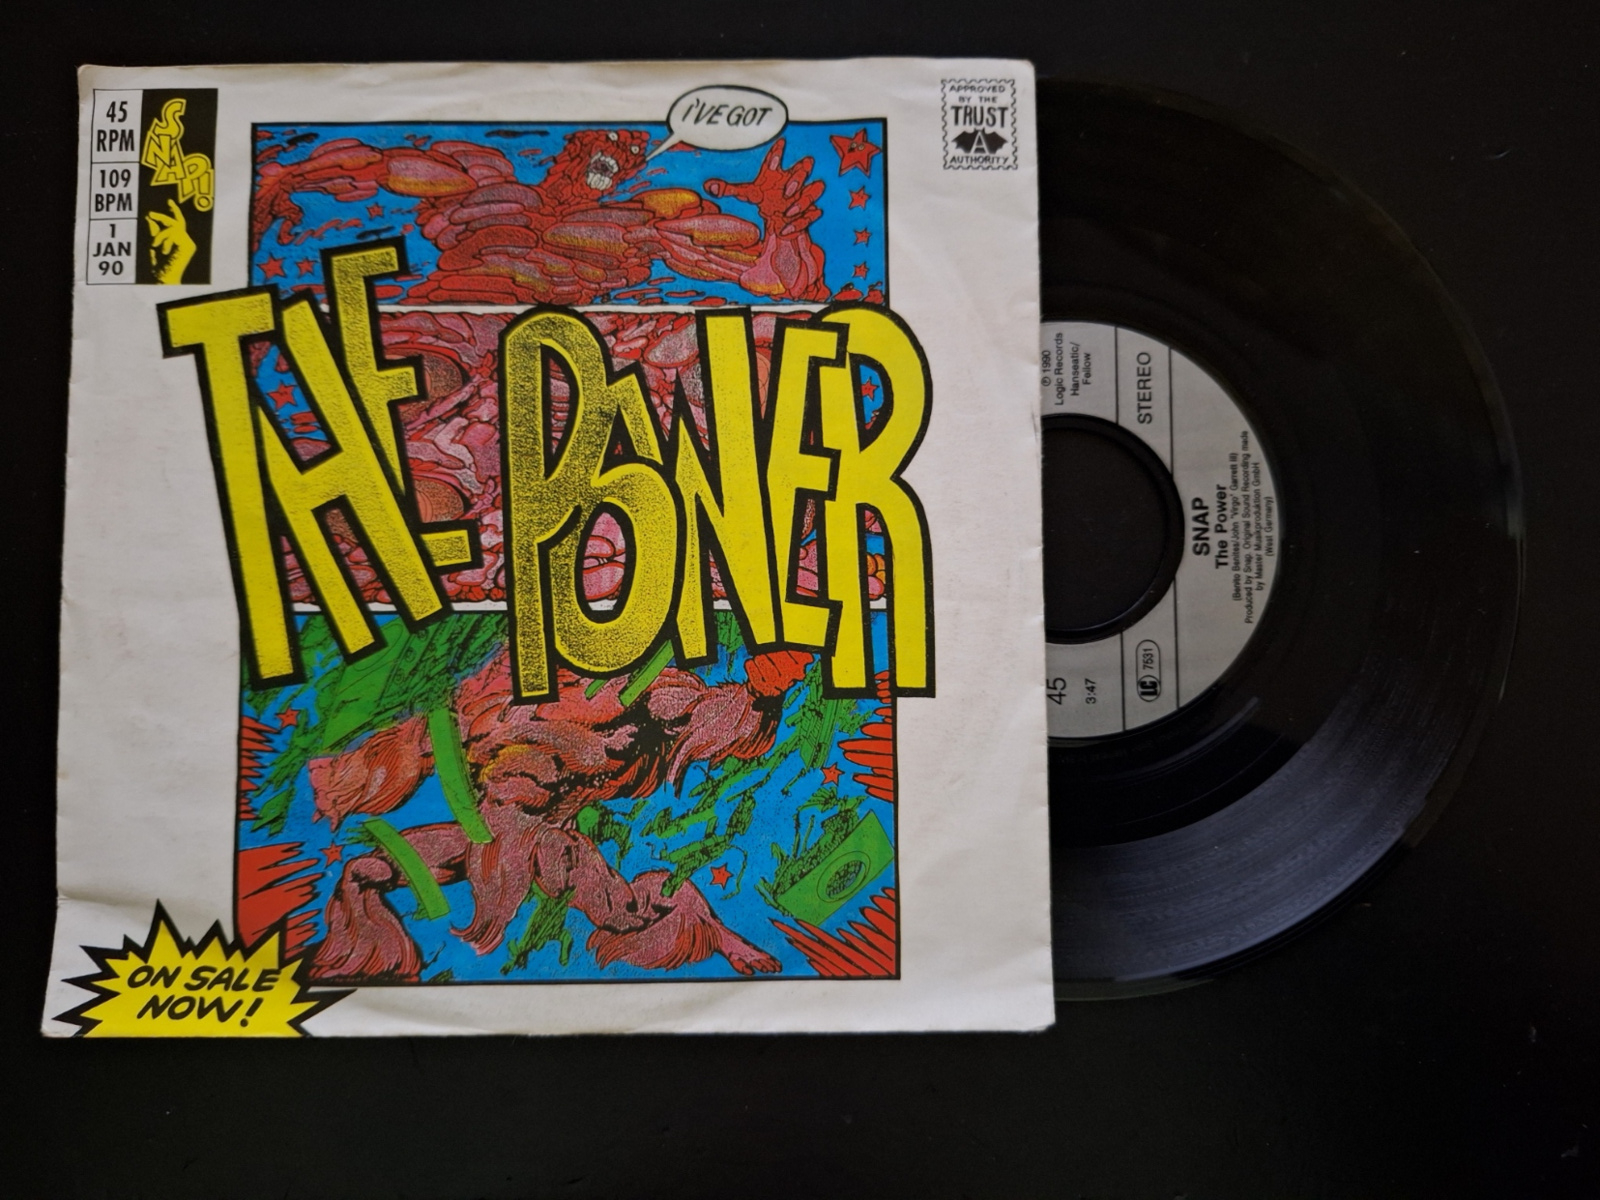 45
RPM
109
BPM
1
JAN
90
SNAP!
I'VE GOT
APPROVED
BY THE
TRUST
A
AUTHORITY
THE POWER
ON SALE
NOW!
℗ 1990
Logic Records
Hanseatic/
Fellow
STEREO
SNAP
The Power
(Benito Benites/John "Virgo" Garrett III)
Produced by Snap. Original Sound Recording made
by Master Musikproduktion GmbH
(West Germany)
45
3:47
LC 7531